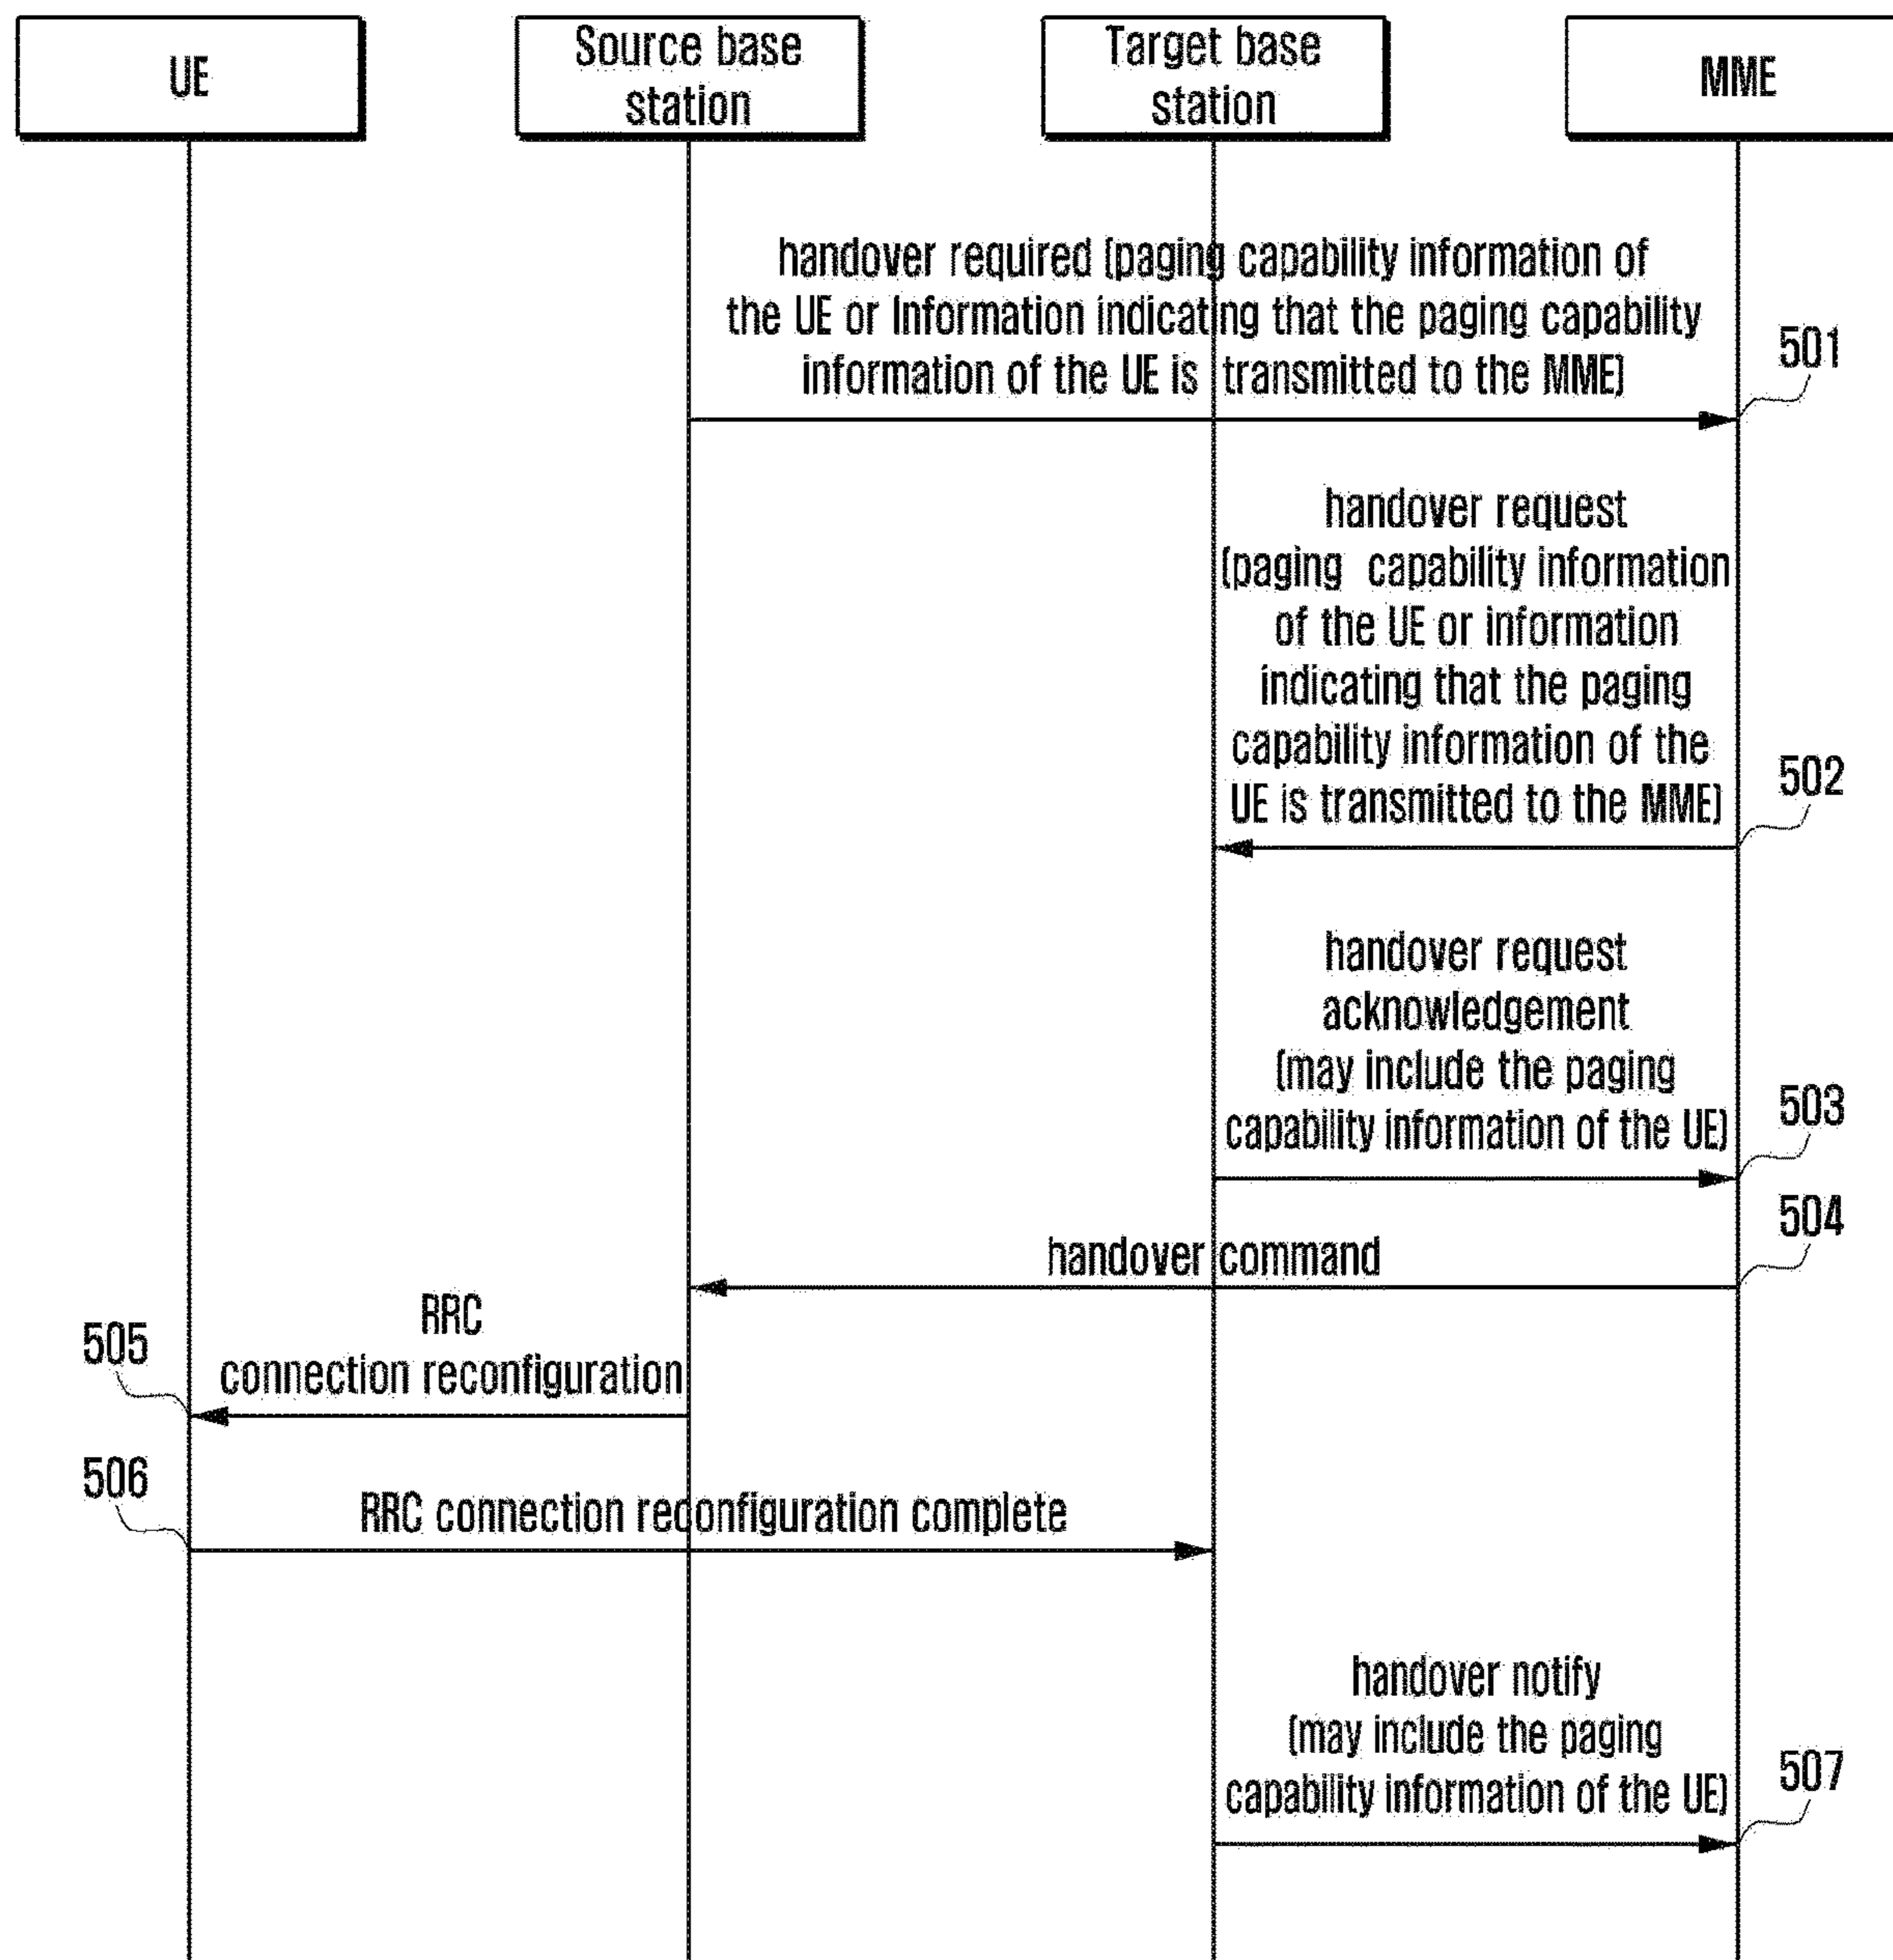 UE
Source base
station
Target base
station
MME
handover required (paging capability information of
the UE or Information indicating that the paging capability
information of the UE is transmitted to the MME)
501
handover request
(paging capability information
of the UE or information
indicating that the paging
capability information of the
UE is transmitted to the MME)
502
handover request
acknowledgement
(may include the paging
capability information of the UE)
503
504
handover command
RRC
connection reconfiguration
505
506
RRC connection reconfiguration complete
handover notify
(may include the paging
capability information of the UE)
507